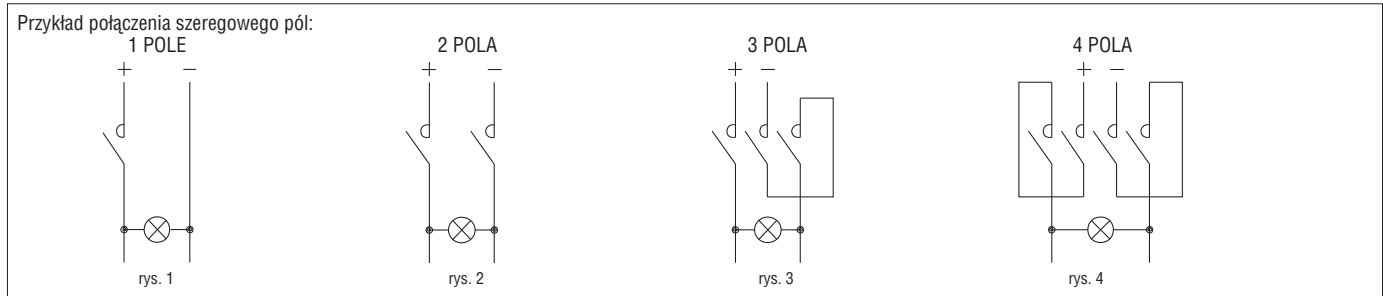 Przykład połączenia szeregowego pól:
1 POLE 2 POLA 3 POLA 4 POLA
+ – + – + – + –
rys. 1 rys. 2 rys. 3 rys. 4